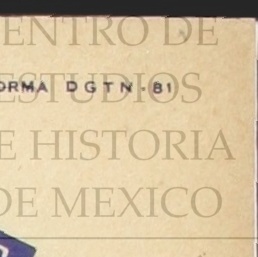 ENTRO DE
ORMA DGTN-81
ESTUDIOS
E HISTORIA
DE MEXICO